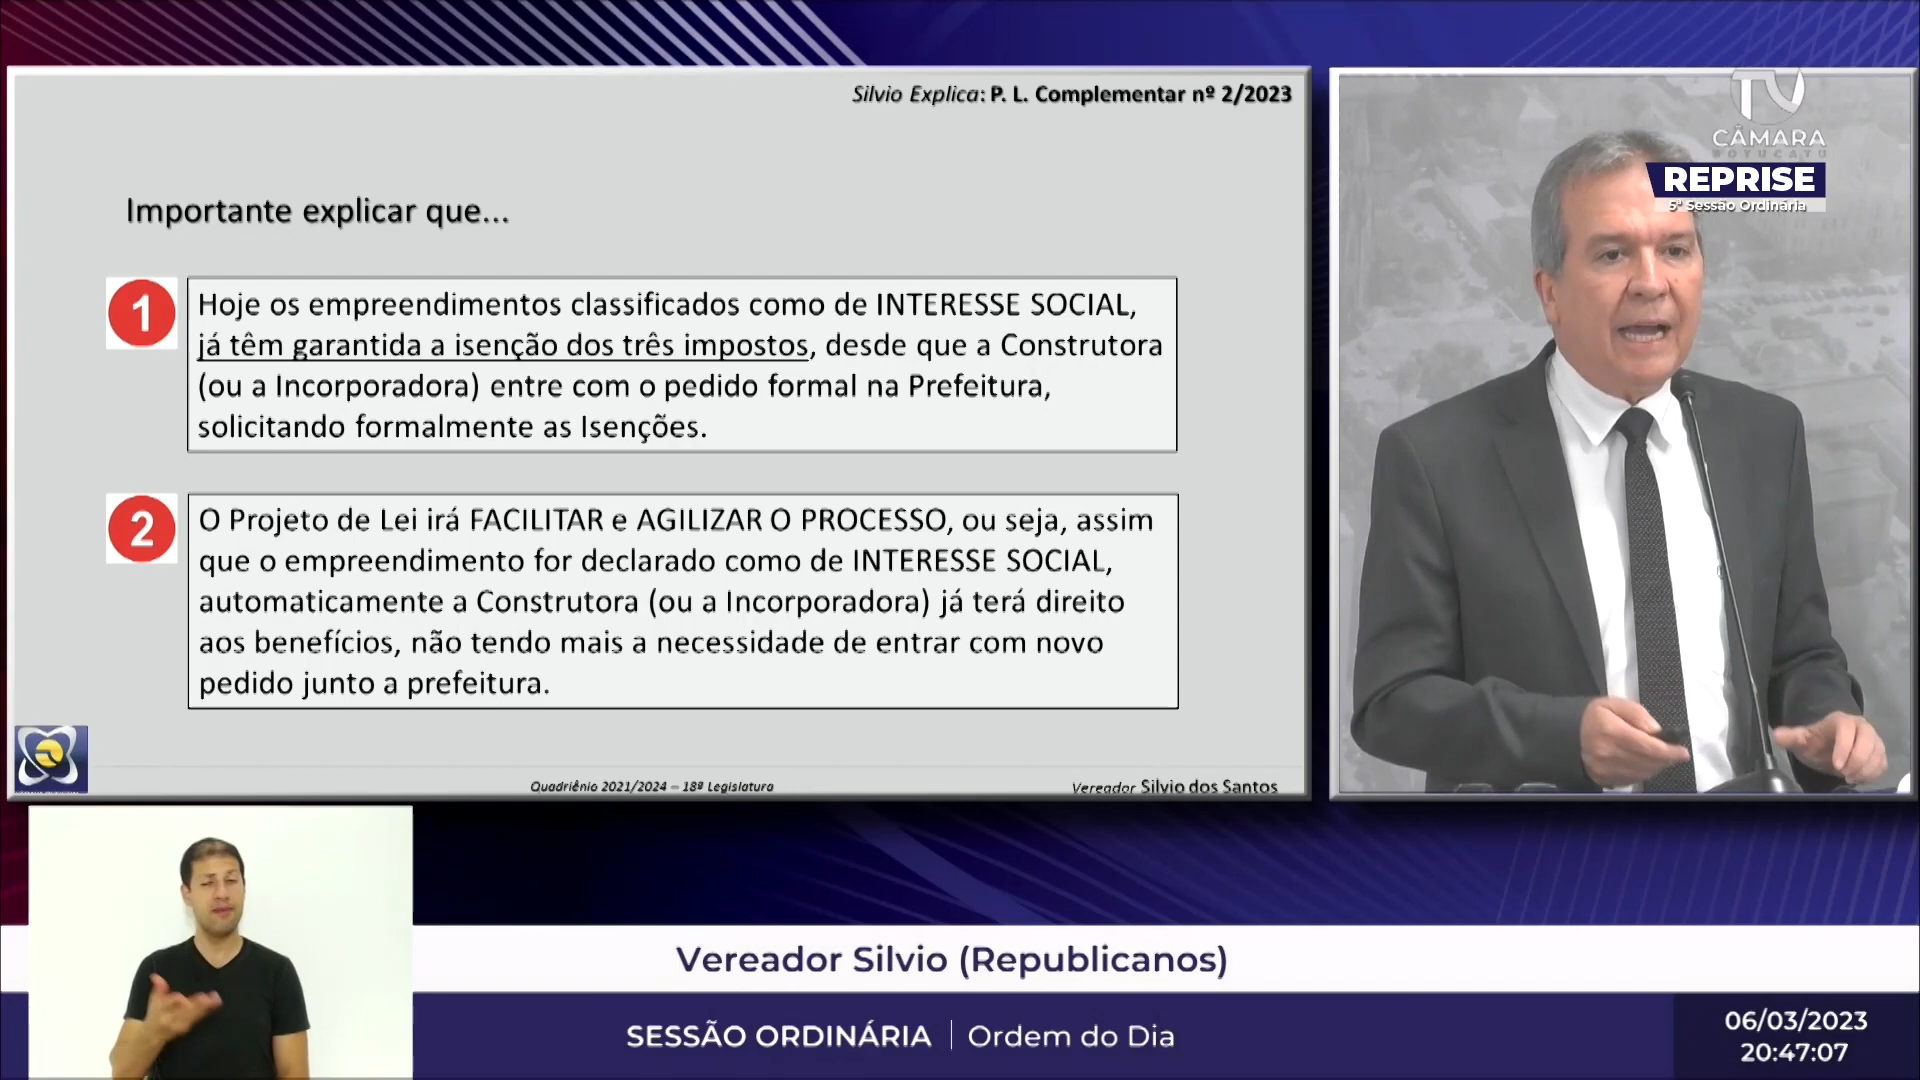 Silvio Explica: P. L. Complementar nº 2/2023
Importante explicar que...
1
Hoje os empreendimentos classificados como de INTERESSE SOCIAL,
já têm garantida a isenção dos três impostos, desde que a Construtora
(ou a Incorporadora) entre com o pedido formal na Prefeitura,
solicitando formalmente as Isenções.
2
O Projeto de Lei irá FACILITAR e AGILIZAR O PROCESSO, ou seja, assim
que o empreendimento for declarado como de INTERESSE SOCIAL,
automaticamente a Construtora (ou a Incorporadora) já terá direito
aos benefícios, não tendo mais a necessidade de entrar com novo
pedido junto a prefeitura.
Quadriênio 2021/2024 – 18ª Legislatura
Vereador Silvio dos Santos
TV
CÂMARA
BOTUCATU
REPRISE
5ª Sessão Ordinária
Vereador Silvio (Republicanos)
SESSÃO ORDINÁRIA | Ordem do Dia
06/03/2023
20:47:07